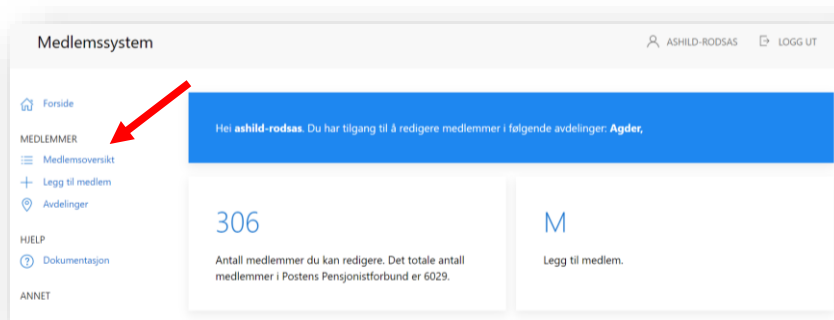 Medlemssystem
ASHILD-RODSAS
LOGG UT
Forside
MEDLEMMER
Medlemsoversikt
Legg til medlem
Avdelinger
HJELP
Dokumentasjon
ANNET
Hei ashild-rodsas. Du har tilgang til å redigere medlemmer i følgende avdelinger: Agder,
306
Antall medlemmer du kan redigere. Det totale antall
medlemmer i Postens Pensjonistforbund er 6029.
M
Legg til medlem.